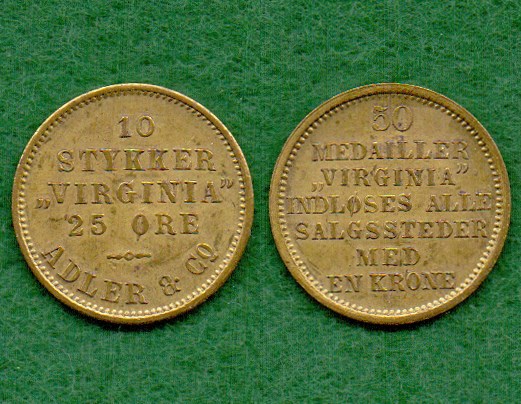 10
STYKKER
„VIRGINIA”
25 ØRE
ADLER & CO
50
MEDAILLER
„VIRGINIA”
INDLØSES ALLE
SALGSSTEDER
MED
EN KRONE